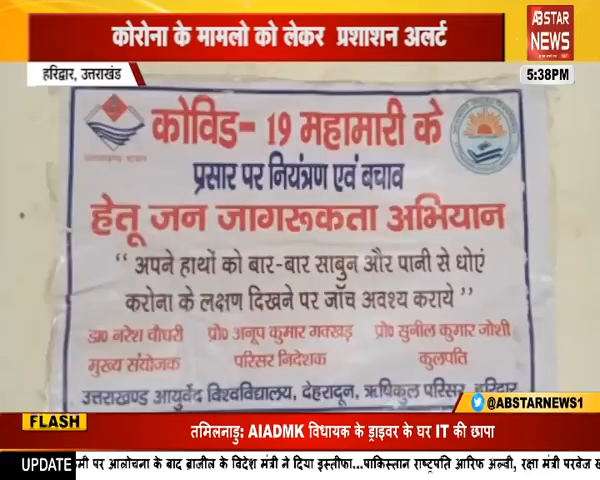 कोरोना के मामलो को लेकर प्रशाशन अलर्ट
ABSTAR
NEWS
हरिद्वार, उत्तराखंड
5:38PM
कोविड- 19 महामारी के
प्रसार पर नियंत्रण एवं बचाव
हेतू जन जागरूकता अभियान
“ अपने हाथों को बार-बार साबुन और पानी से धोएं
करोना के लक्षण दिखने पर जॉच अवश्य कराये ”
डा० नरेश चौधरी प्रो० अनूप कुमार गक्खड़ प्रो० सुनील कुमार जोशी
मुख्य संयोजक परिसर निदेशक कुलपति
उत्तराखण्ड आयुर्वेद विश्वविद्यालय, देहरादून, ऋषिकुल परिसर, हरिद्वार
@ABSTARNEWS1
FLASH
तमिलनाडु: AIADMK विधायक के ड्राइवर के घर IT की छापा
UPDATE
पर आलोचना के बाद ब्राजील के विदेश मंत्री ने दिया इस्तीफा...पाकिस्तान राष्ट्रपति आरिफ अल्वी, रक्षा मंत्री परवेज